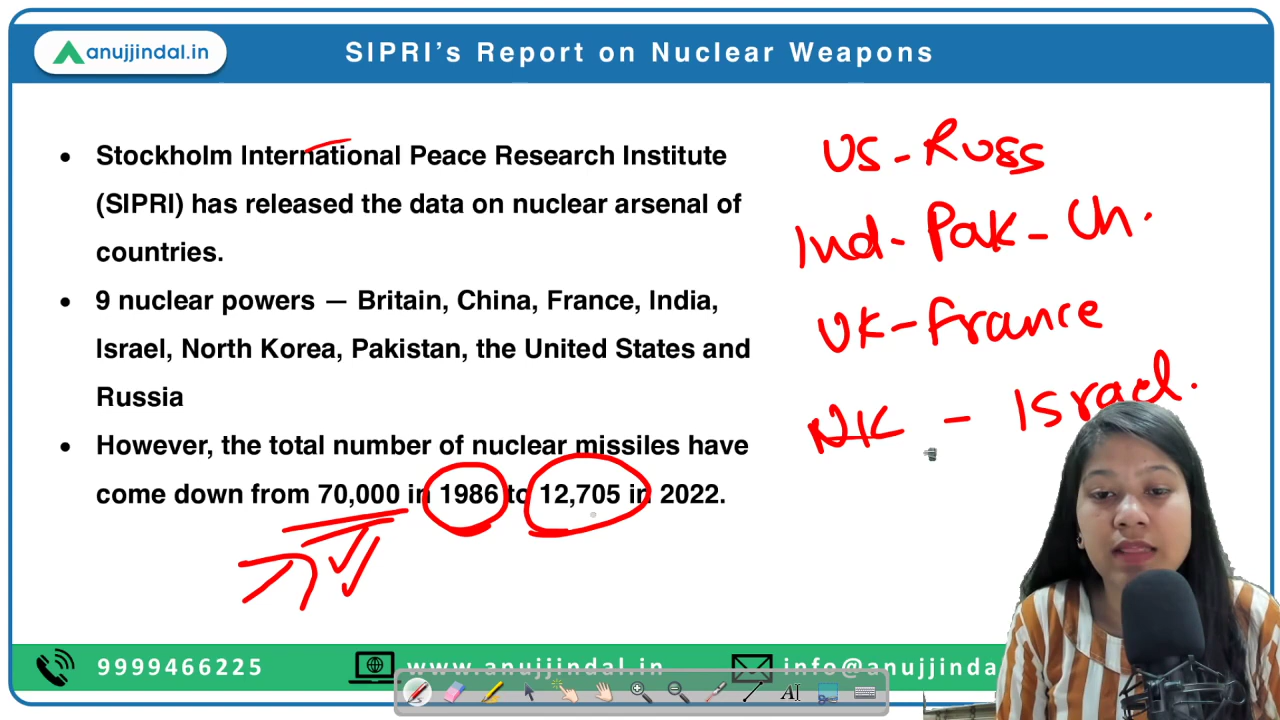 anujjindal.in
SIPRI’s Report on Nuclear Weapons
• Stockholm International Peace Research Institute
(SIPRI) has released the data on nuclear arsenal of
countries.
• 9 nuclear powers — Britain, China, France, India,
Israel, North Korea, Pakistan, the United States and
Russia
• However, the total number of nuclear missiles have
come down from 70,000 in 1986 to 12,705 in 2022.
US - Russ
Ind - Pak - Ch.
UK - France
NK - Israel.
9999466225
www.anujjindal.in
info@anujjinda
AI